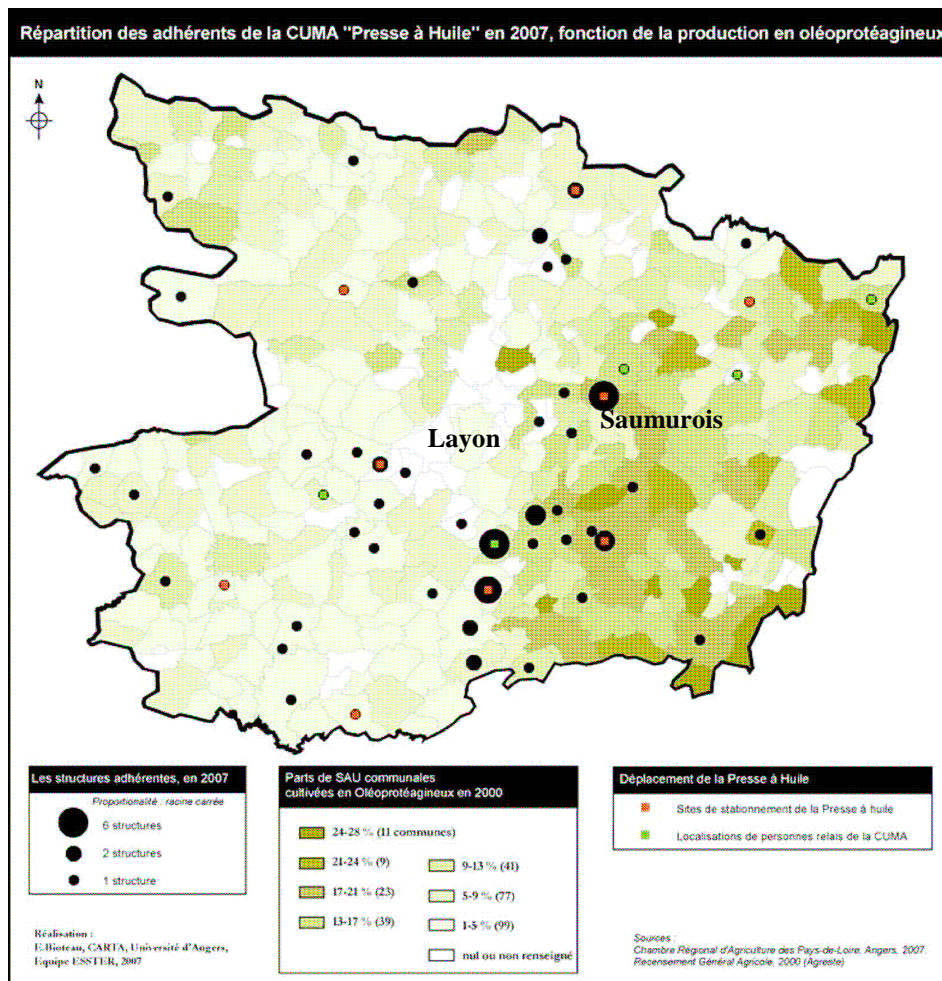 Répartition des adhérents de la CUMA "Presse à Huile" en 2007, fonction de la production en oléoprotéagineux
N
Saumurois
Layon
Les structures adhérentes, en 2007
Proportionalité : racine carrée
6 structures
2 structures
1 structure
Parts de SAU communales
cultivées en Oléoprotéagineux en 2000
24-28 % (11 communes)
21-24 % (9)
17-21 % (23)
13-17 % (39)
9-13 % (41)
5-9 % (77)
1-5 % (99)
nul ou non renseigné
Déplacement de la Presse à Huile
Sites de stationnement de la Presse à huile
Localisations de personnes relais de la CUMA
Réalisation :
E.Bioteau, CARTA, Université d'Angers,
Equipe ESSTER, 2007
Sources :
Chambre Régional d'Agriculture des Pays-de-Loire, Angers, 2007.
Recensement Général Agricole, 2000 (Agreste)